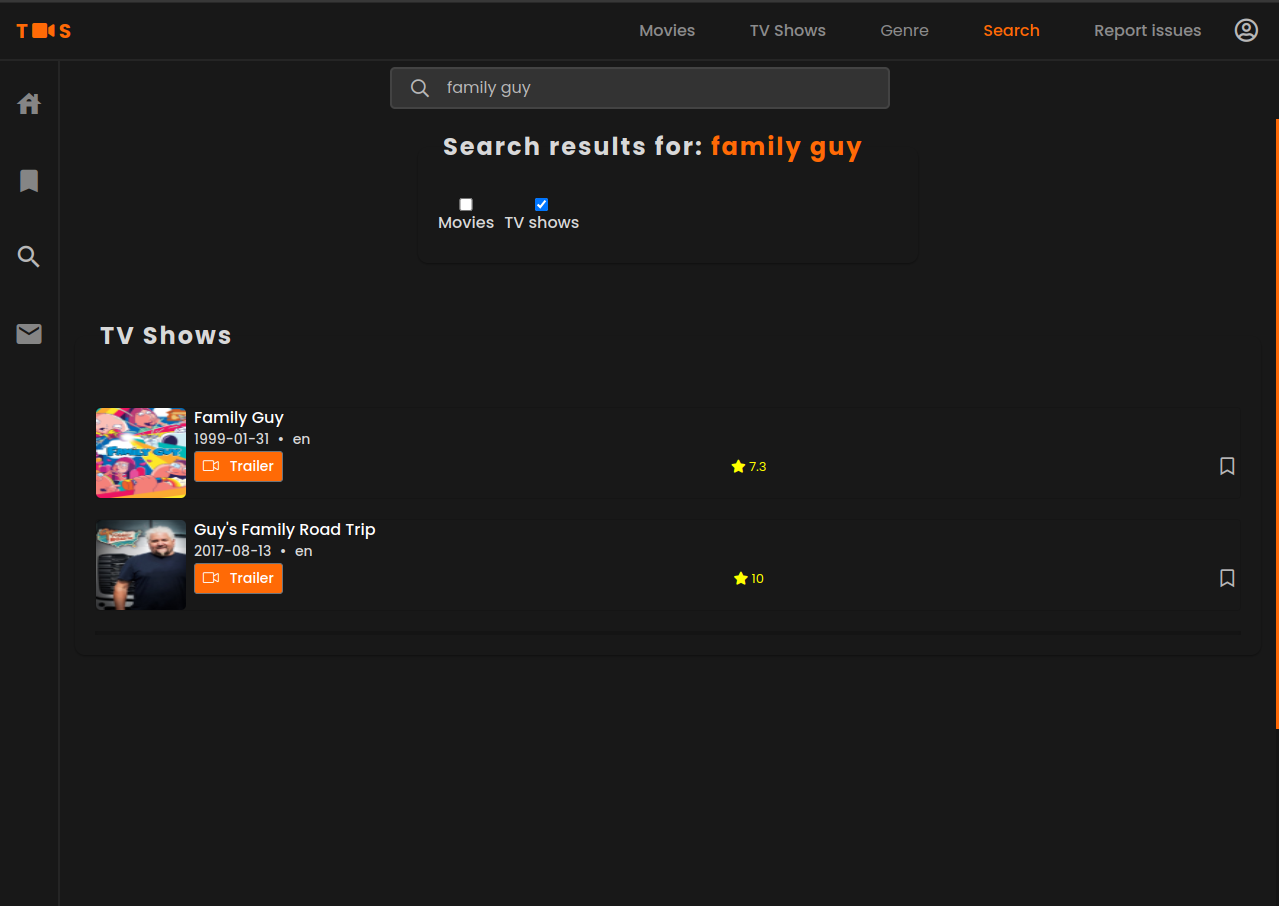 T S
Movies TV Shows Genre Search Report issues
family guy
Search results for: family guy
Movies TV shows
TV Shows
FAMILY GUY
Family Guy
1999-01-31 • en
Trailer
7.3
Guy's Family Road Trip
2017-08-13 • en
Trailer
10